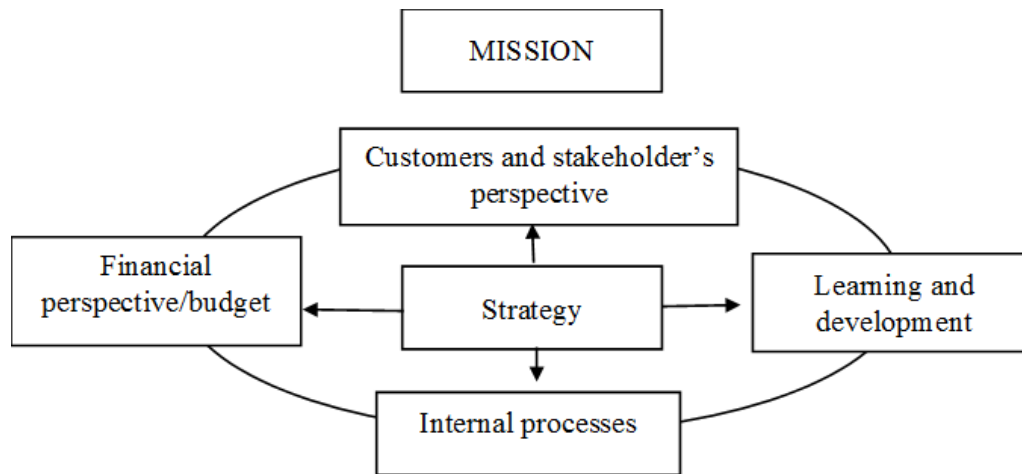 MISSION
Customers and stakeholder’s
perspective
Financial
perspective/budget
Strategy
Learning and
development
Internal processes